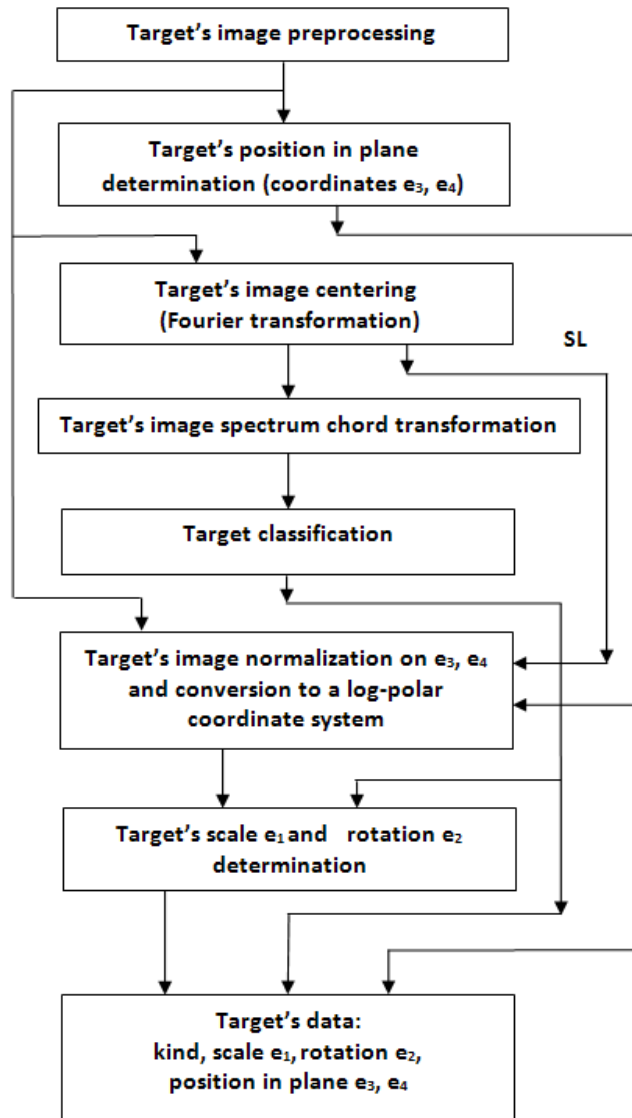 Target's image preprocessing
Target's position in plane
determination (coordinates e₃, e₄)
Target's image centering
(Fourier transformation)
SL
Target's image spectrum chord transformation
Target classification
Target's image normalization on e₃, e₄
and conversion to a log-polar
coordinate system
Target's scale e₁ and rotation e₂
determination
Target's data:
kind, scale e₁, rotation e₂,
position in plane e₃, e₄